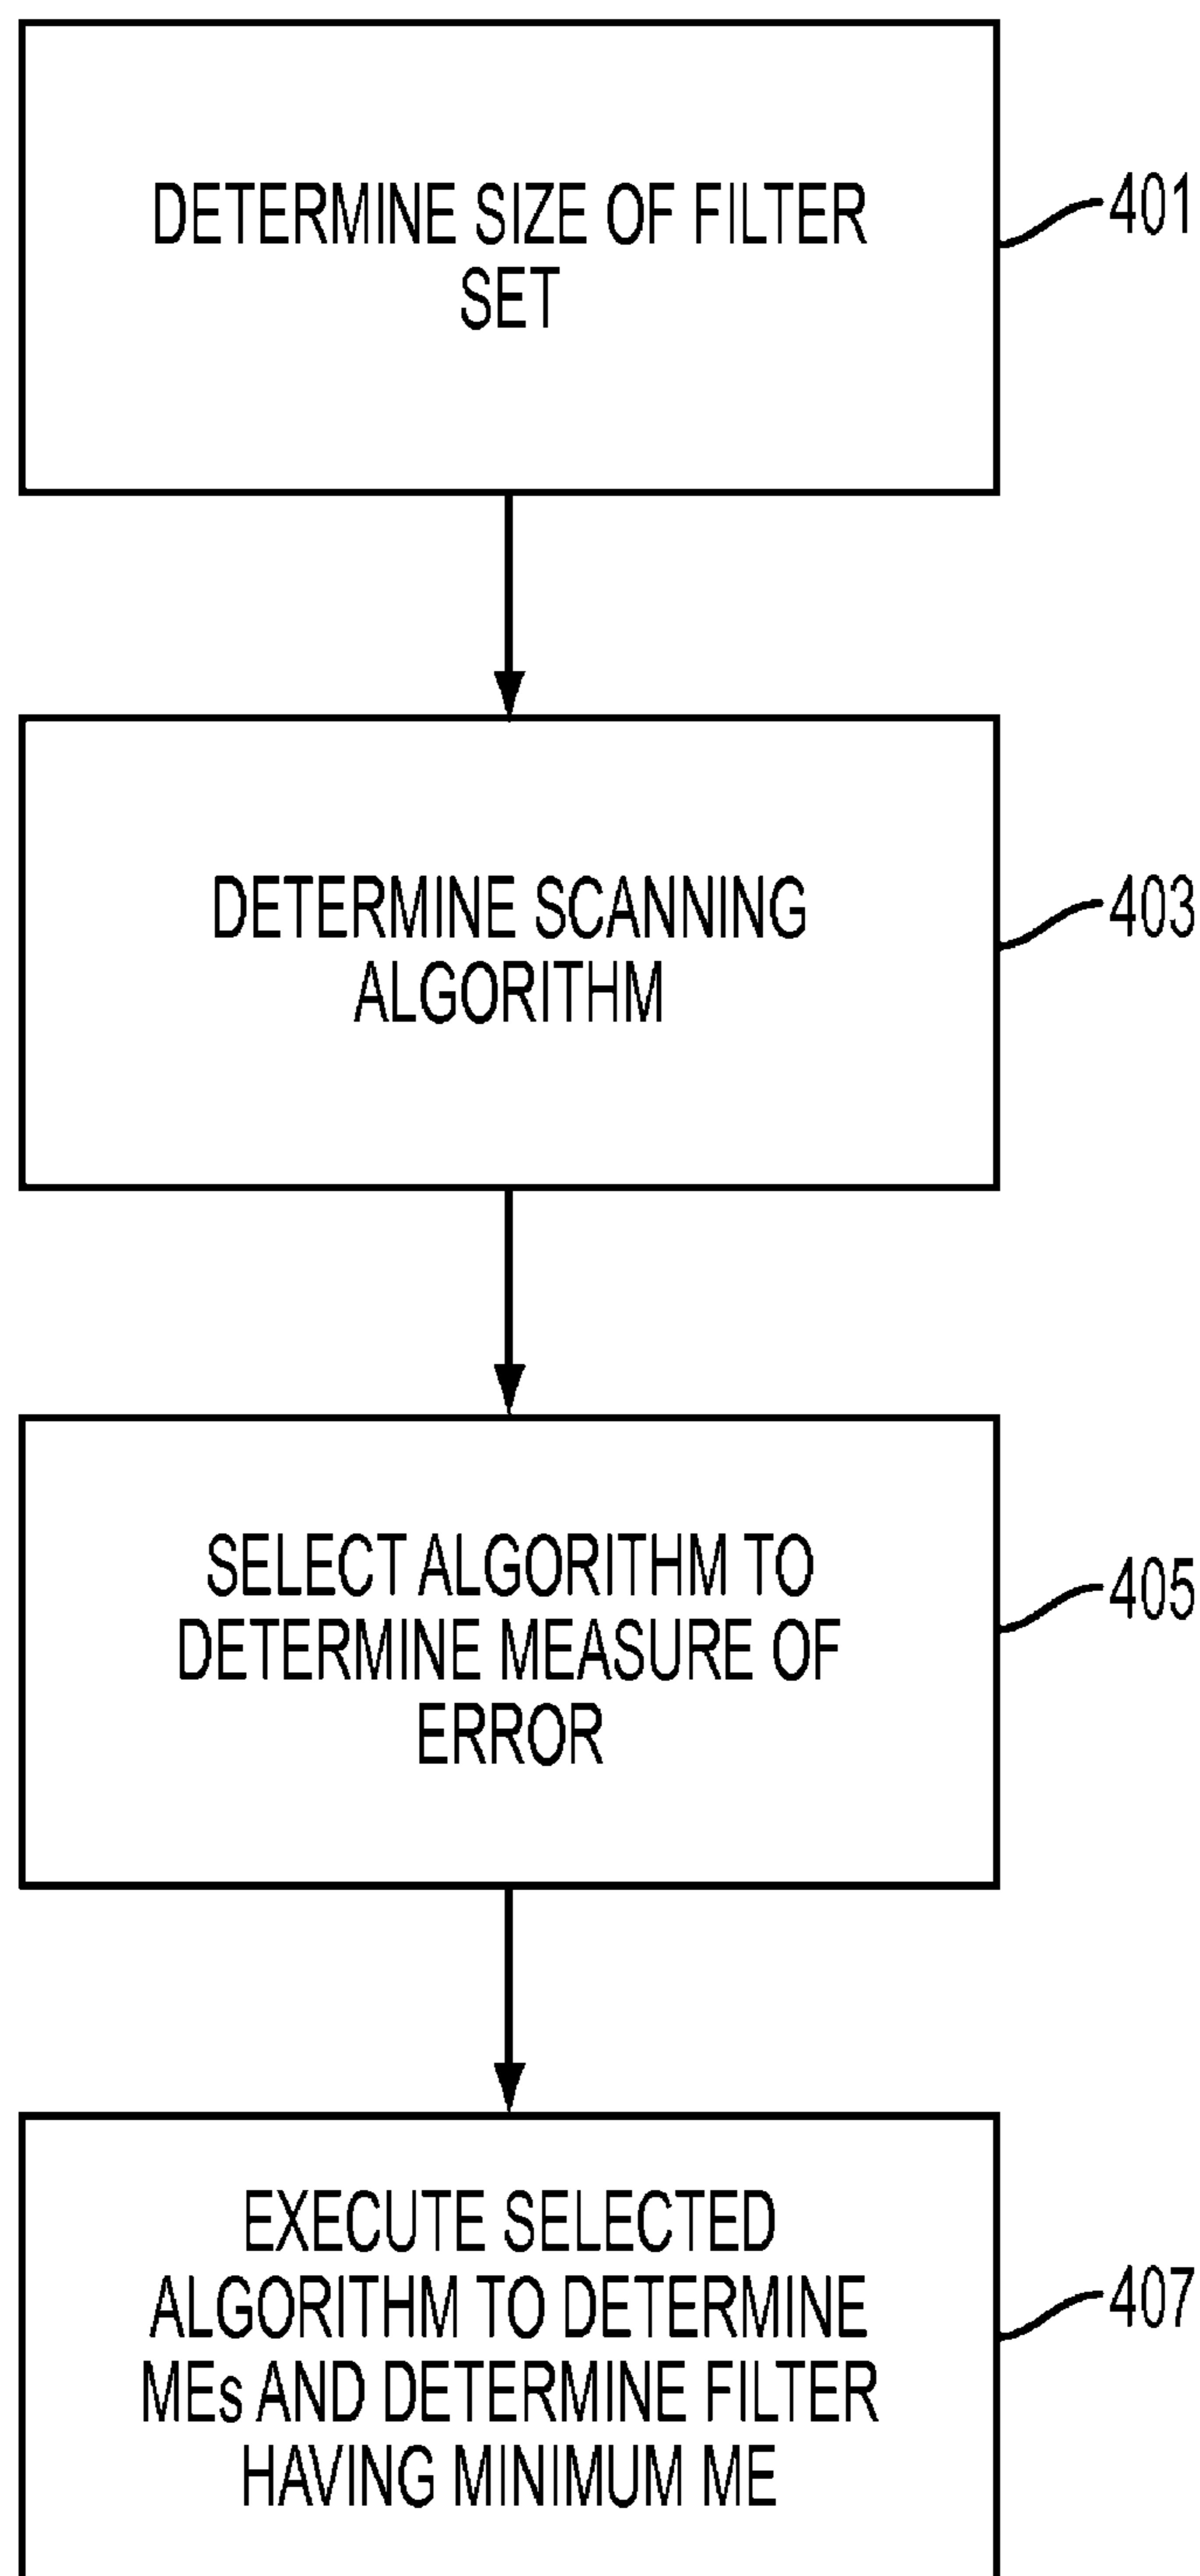 DETERMINE SIZE OF FILTER
SET
401
DETERMINE SCANNING
ALGORITHM
403
SELECT ALGORITHM TO
DETERMINE MEASURE OF
ERROR
405
EXECUTE SELECTED
ALGORITHM TO DETERMINE
MEs AND DETERMINE FILTER
HAVING MINIMUM ME
407